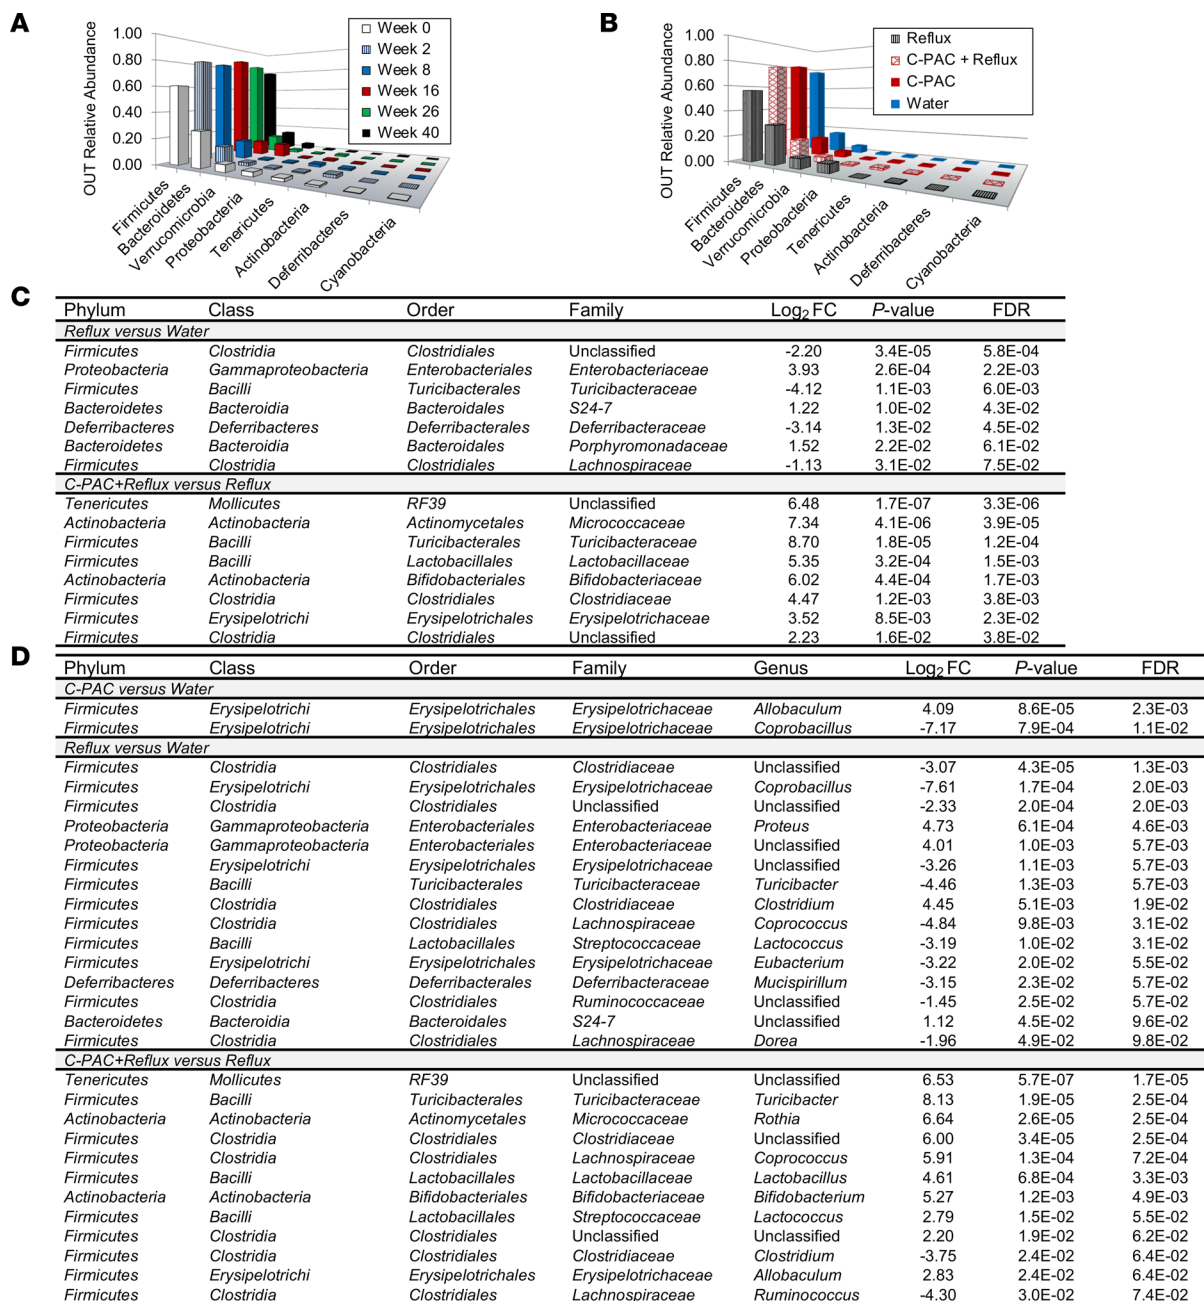 A
OUT Relative Abundance
1.00
0.80
0.60
0.40
0.20
0.00
Week 0
Week 2
Week 8
Week 16
Week 26
Week 40
Firmicutes
Bacteroidetes
Verrucomicrobia
Proteobacteria
Tenericutes
Actinobacteria
Deferribacteres
Cyanobacteria
B
OUT Relative Abundance
1.00
0.80
0.60
0.40
0.20
0.00
Reflux
C-PAC + Reflux
C-PAC
Water
Firmicutes
Bacteroidetes
Verrucomicrobia
Proteobacteria
Tenericutes
Actinobacteria
Deferribacteres
Cyanobacteria
C
Phylum Class Order Family Log2 FC P-value FDR
Reflux versus Water
Firmicutes Clostridia Clostridiales Unclassified -2.20 3.4E-05 5.8E-04
Proteobacteria Gammaproteobacteria Enterobacteriales Enterobacteriaceae 3.93 2.6E-04 2.2E-03
Firmicutes Bacilli Turicibacterales Turicibacteraceae -4.12 1.1E-03 6.0E-03
Bacteroidetes Bacteroidia Bacteroidales S24-7 1.22 1.0E-02 4.3E-02
Deferribacteres Deferribacteres Deferribacterales Deferribacteraceae -3.14 1.3E-02 4.5E-02
Bacteroidetes Bacteroidia Bacteroidales Porphyromonadaceae 1.52 2.2E-02 6.1E-02
Firmicutes Clostridia Clostridiales Lachnospiraceae -1.13 3.1E-02 7.5E-02
C-PAC+Reflux versus Reflux
Tenericutes Mollicutes RF39 Unclassified 6.48 1.7E-07 3.3E-06
Actinobacteria Actinobacteria Actinomycetales Micrococcaceae 7.34 4.1E-06 3.9E-05
Firmicutes Bacilli Turicibacterales Turicibacteraceae 8.70 1.8E-05 1.2E-04
Firmicutes Bacilli Lactobacillales Lactobacillaceae 5.35 3.2E-04 1.5E-03
Actinobacteria Actinobacteria Bifidobacteriales Bifidobacteriaceae 6.02 4.4E-04 1.7E-03
Firmicutes Clostridia Clostridiales Clostridiaceae 4.47 1.2E-03 3.8E-03
Firmicutes Erysipelotrichi Erysipelotrichales Erysipelotrichaceae 3.52 8.5E-03 2.3E-02
Firmicutes Clostridia Clostridiales Unclassified 2.23 1.6E-02 3.8E-02
D
Phylum Class Order Family Genus Log2 FC P-value FDR
C-PAC versus Water
Firmicutes Erysipelotrichi Erysipelotrichales Erysipelotrichaceae Allobaculum 4.09 8.6E-05 2.3E-03
Firmicutes Erysipelotrichi Erysipelotrichales Erysipelotrichaceae Coprobacillus -7.17 7.9E-04 1.1E-02
Reflux versus Water
Firmicutes Clostridia Clostridiales Clostridiaceae Unclassified -3.07 4.3E-05 1.3E-03
Firmicutes Erysipelotrichi Erysipelotrichales Erysipelotrichaceae Coprobacillus -7.61 1.7E-04 2.0E-03
Firmicutes Clostridia Clostridiales Unclassified Unclassified -2.33 2.0E-04 2.0E-03
Proteobacteria Gammaproteobacteria Enterobacteriales Enterobacteriaceae Proteus 4.73 6.1E-04 4.6E-03
Proteobacteria Gammaproteobacteria Enterobacteriales Enterobacteriaceae Unclassified 4.01 1.0E-03 5.7E-03
Firmicutes Erysipelotrichi Erysipelotrichales Erysipelotrichaceae Unclassified -3.26 1.1E-03 5.7E-03
Firmicutes Bacilli Turicibacterales Turicibacteraceae Turicibacter -4.46 1.3E-03 5.7E-03
Firmicutes Clostridia Clostridiales Clostridiaceae Clostridium 4.45 5.1E-03 1.9E-02
Firmicutes Clostridia Clostridiales Lachnospiraceae Coprococcus -4.84 9.8E-03 3.1E-02
Firmicutes Bacilli Lactobacillales Streptococcaceae Lactococcus -3.19 1.0E-02 3.1E-02
Firmicutes Erysipelotrichi Erysipelotrichales Erysipelotrichaceae Eubacterium -3.22 2.0E-02 5.5E-02
Deferribacteres Deferribacteres Deferribacterales Deferribacteraceae Mucispirillum -3.15 2.3E-02 5.7E-02
Firmicutes Clostridia Clostridiales Ruminococcaceae Unclassified -1.45 2.5E-02 5.7E-02
Bacteroidetes Bacteroidia Bacteroidales S24-7 Unclassified 1.12 4.5E-02 9.6E-02
Firmicutes Clostridia Clostridiales Lachnospiraceae Dorea -1.96 4.9E-02 9.8E-02
C-PAC+Reflux versus Reflux
Tenericutes Mollicutes RF39 Unclassified Unclassified 6.53 5.7E-07 1.7E-05
Firmicutes Bacilli Turicibacterales Turicibacteraceae Turicibacter 8.13 1.9E-05 2.5E-04
Actinobacteria Actinobacteria Actinomycetales Micrococcaceae Rothia 6.64 2.6E-05 2.5E-04
Firmicutes Clostridia Clostridiales Clostridiaceae Unclassified 6.00 3.4E-05 2.5E-04
Firmicutes Clostridia Clostridiales Lachnospiraceae Coprococcus 5.91 1.3E-04 7.2E-04
Firmicutes Bacilli Lactobacillales Lactobacillaceae Lactobacillus 4.61 6.8E-04 3.3E-03
Actinobacteria Actinobacteria Bifidobacteriales Bifidobacteriaceae Bifidobacterium 5.27 1.2E-03 4.9E-03
Firmicutes Bacilli Lactobacillales Streptococcaceae Lactococcus 2.79 1.5E-02 5.5E-02
Firmicutes Clostridia Clostridiales Unclassified Unclassified 2.20 1.9E-02 6.2E-02
Firmicutes Clostridia Clostridiales Clostridiaceae Clostridium -3.75 2.4E-02 6.4E-02
Firmicutes Erysipelotrichi Erysipelotrichales Erysipelotrichaceae Allobaculum 2.83 2.4E-02 6.4E-02
Firmicutes Clostridia Clostridiales Lachnospiraceae Ruminococcus -4.30 3.0E-02 7.4E-02